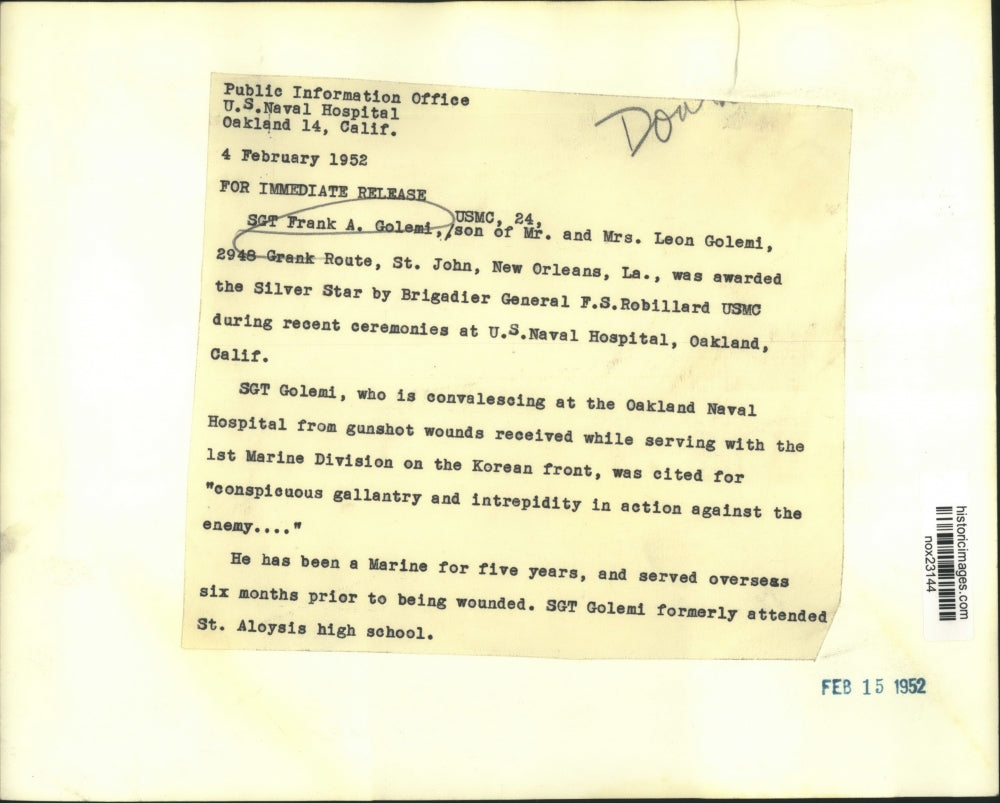 Public Information Office
U.S.Naval Hospital
Oakland 14, Calif.
4 February 1952
FOR IMMEDIATE RELEASE
SGT Frank A. Golemi, USMC, 24, son of Mr. and Mrs. Leon Golemi,
2948 Grank Route, St. John, New Orleans, La., was awarded
the Silver Star by Brigadier General F.S.Robillard USMC
during recent ceremonies at U.S.Naval Hospital, Oakland,
Calif.
SGT Golemi, who is convalescing at the Oakland Naval
Hospital from gunshot wounds received while serving with the
1st Marine Division on the Korean front, was cited for
"conspicuous gallantry and intrepidity in action against the
enemy...."
He has been a Marine for five years, and served overseas
six months prior to being wounded. SGT Golemi formerly attended
St. Aloysis high school.
historicimages.com
nox23144
FEB 15 1952